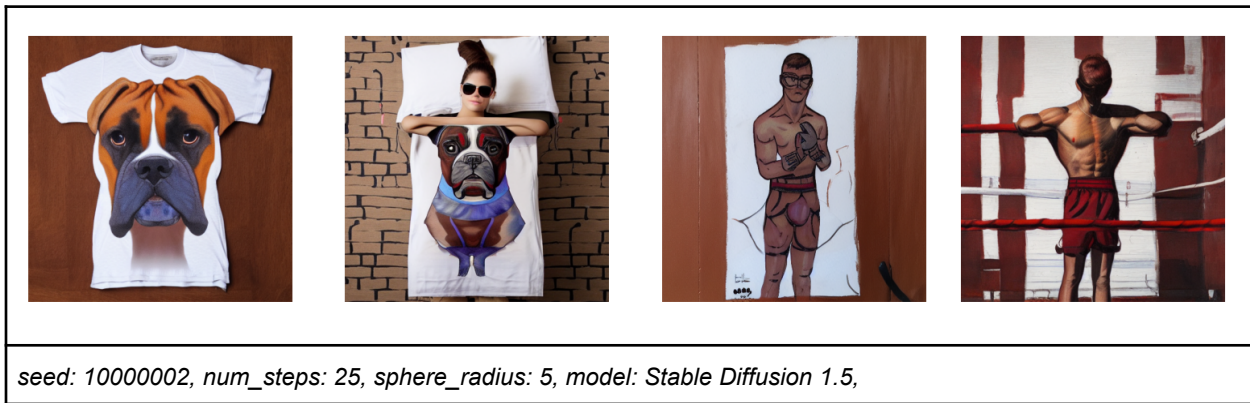 seed: 10000002, num_steps: 25, sphere_radius: 5, model: Stable Diffusion 1.5,